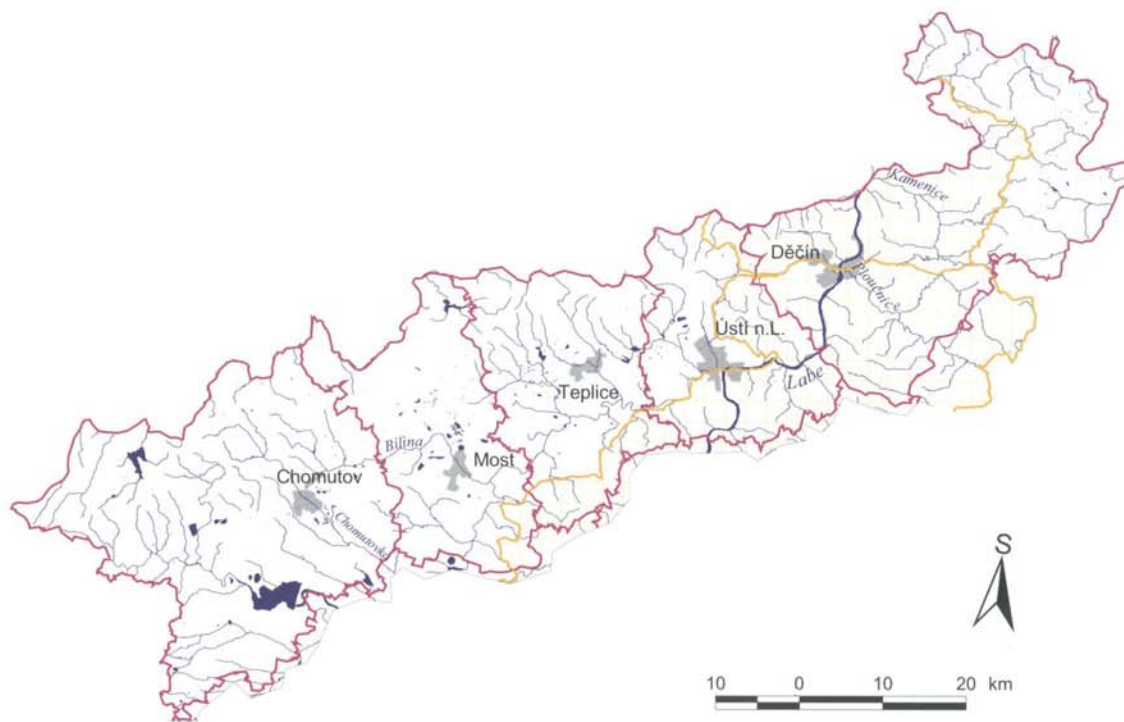 Kamenice
Děčín
Ploučnice
Ústí n.L.
Labe
Teplice
Bílina
Most
Chomutov
Chomutovka
S
10 0 10 20 km